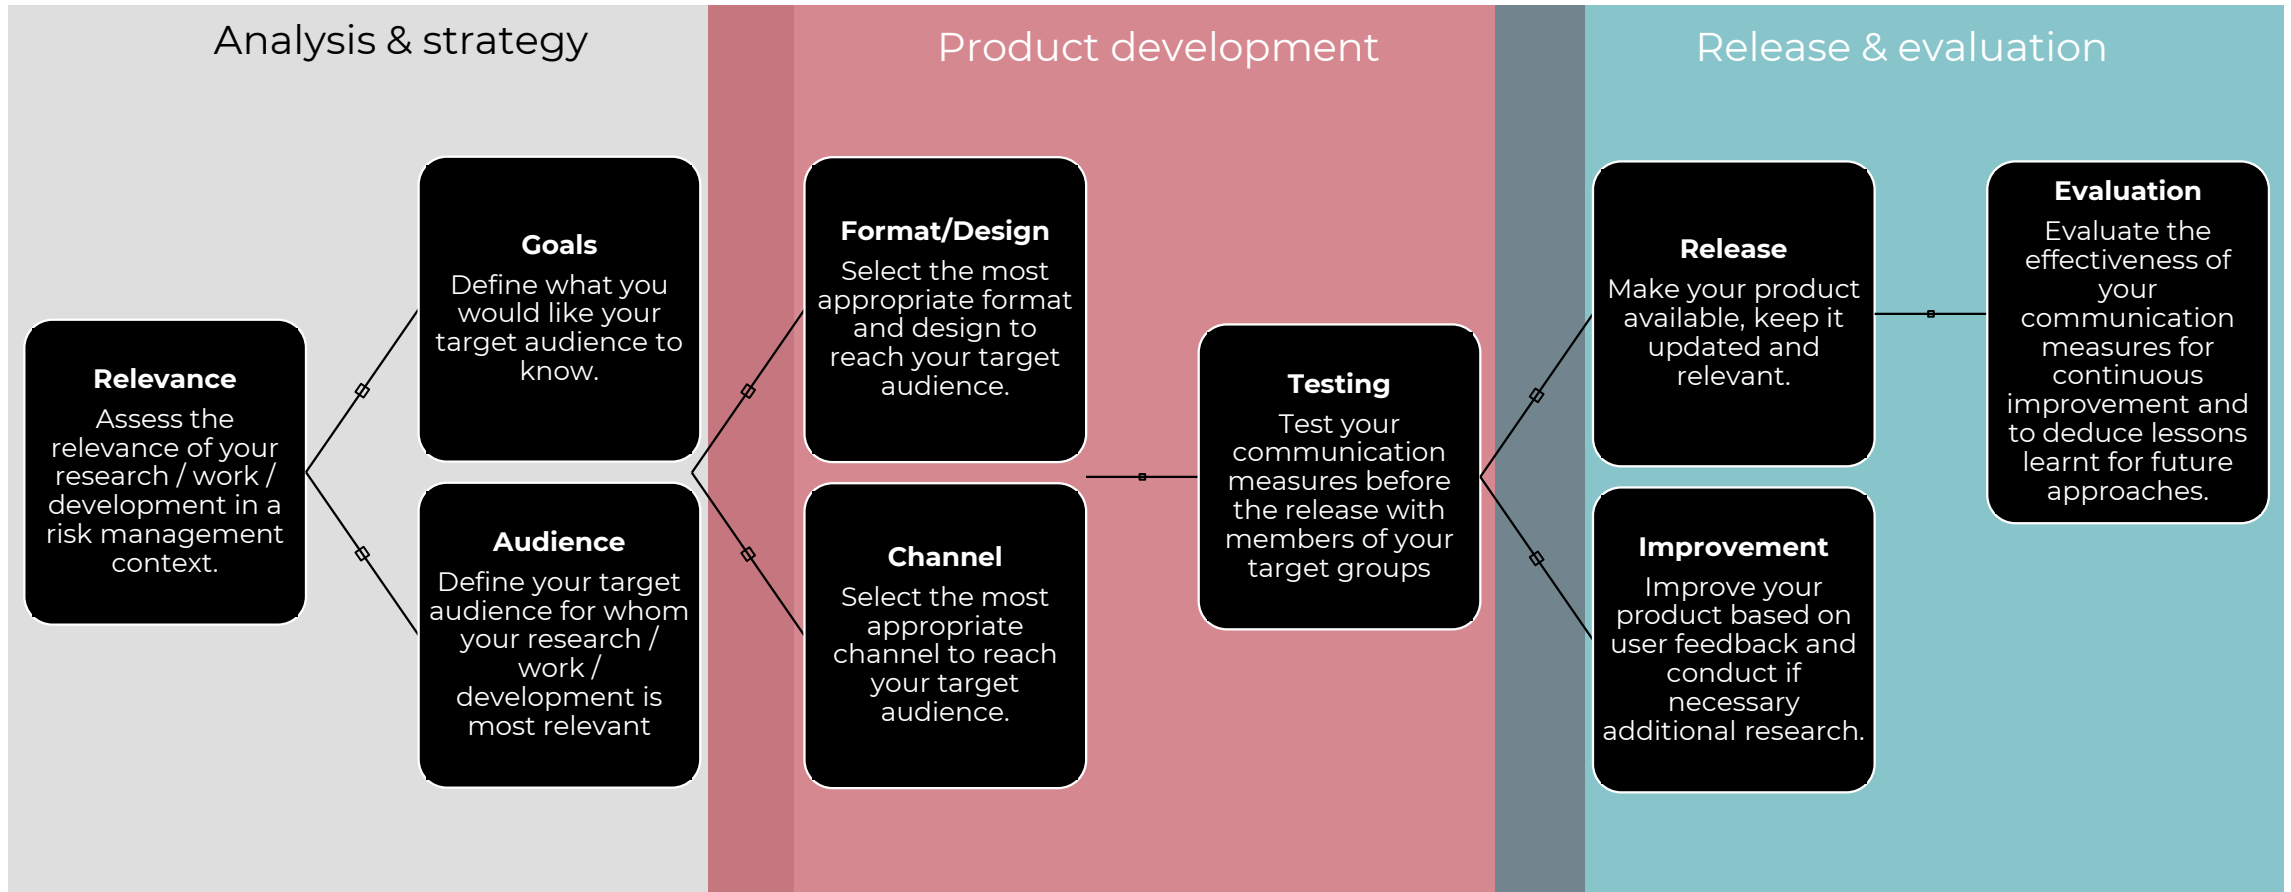 Analysis & strategy
Product development
Release & evaluation
Relevance
Assess the
relevance of your
research / work /
development in a
risk management
context.
Goals
Define what you
would like your
target audience to
know.
Audience
Define your target
audience for whom
your research /
work /
development is
most relevant
Format/Design
Select the most
appropriate format
and design to
reach your target
audience.
Channel
Select the most
appropriate
channel to reach
your target
audience.
Testing
Test your
communication
measures before
the release with
members of your
target groups
Release
Make your product
available, keep it
updated and
relevant.
Improvement
Improve your
product based on
user feedback and
conduct if
necessary
additional research.
Evaluation
Evaluate the
effectiveness of
your
communication
measures for
continuous
improvement and
to deduce lessons
learnt for future
approaches.